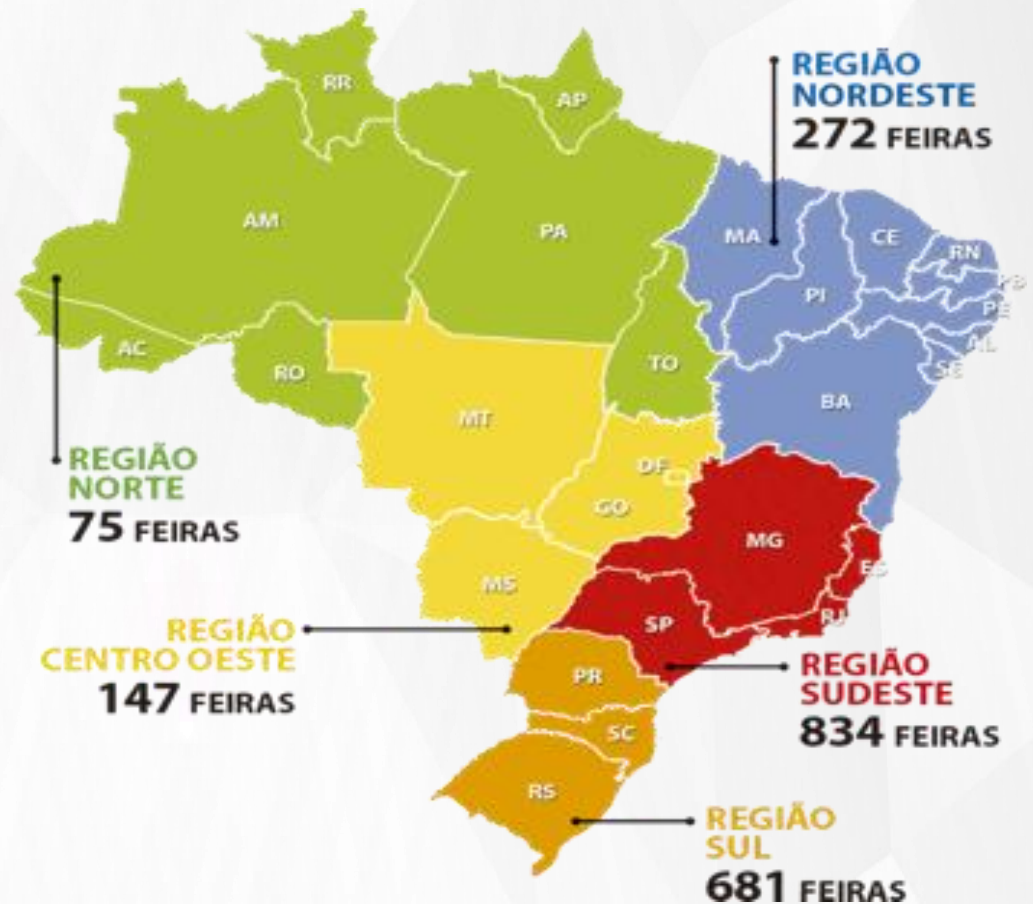 RR
AP
REGIÃO
NORDESTE
272 FEIRAS
AM
PA
MA
CE
RN
PB
PI
PE
AL
SE
AC
RO
TO
BA
MT
DF
GO
REGIÃO
NORTE
75 FEIRAS
MG
ES
MS
RJ
SP
REGIÃO
CENTRO OESTE
147 FEIRAS
PR
REGIÃO
SUDESTE
834 FEIRAS
SC
RS
REGIÃO
SUL
681 FEIRAS